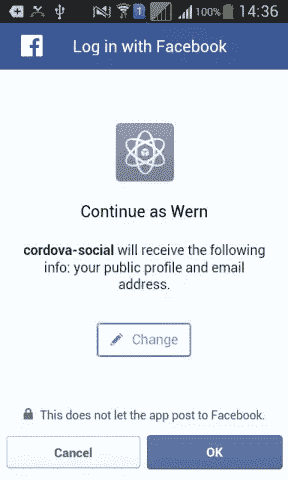 1 100% 14:36
f Log in with Facebook
Continue as Wern
cordova-social will receive the following
info: your public profile and email
address.
Change
This does not let the app post to Facebook.
Cancel OK